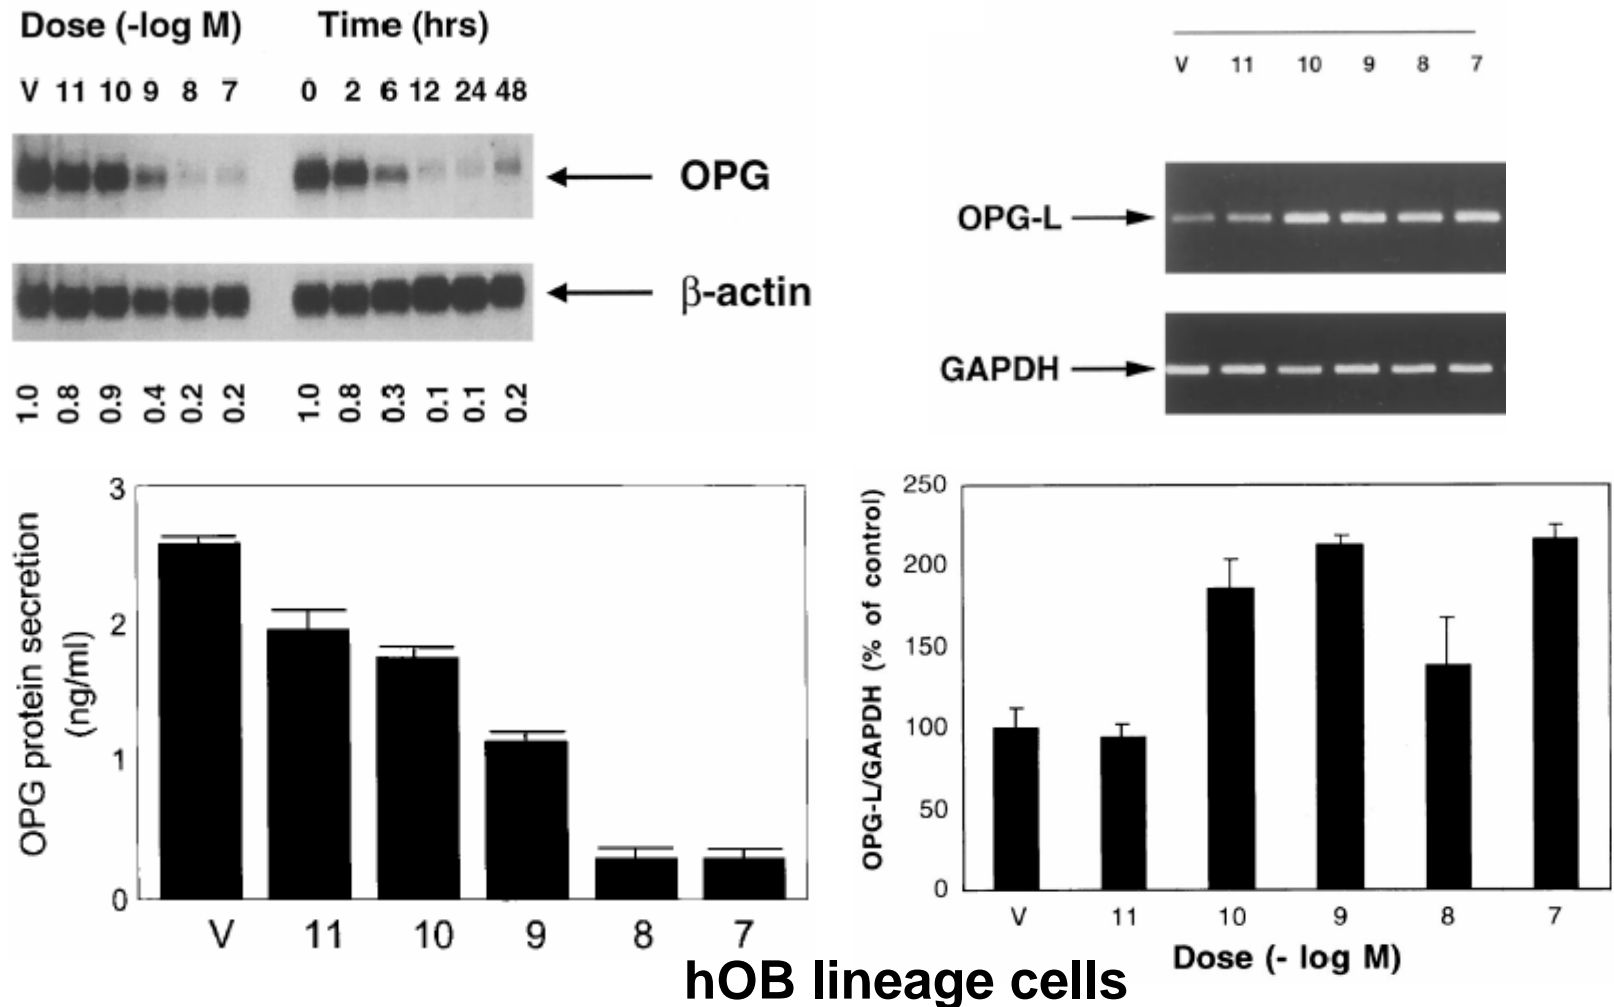 Dose (-log M) Time (hrs)
V 11 10 9 8 7 0 2 6 12 24 48
OPG
β-actin
1.0 0.8 0.9 0.4 0.2 0.2 1.0 0.8 0.3 0.1 0.1 0.2
V 11 10 9 8 7
OPG-L
GAPDH
OPG protein secretion
(ng/ml)
3
2
1
0
V 11 10 9 8 7
OPG-L/GAPDH (% of control)
250
200
150
100
50
0
V 11 10 9 8 7
Dose (- log M)
hOB lineage cells